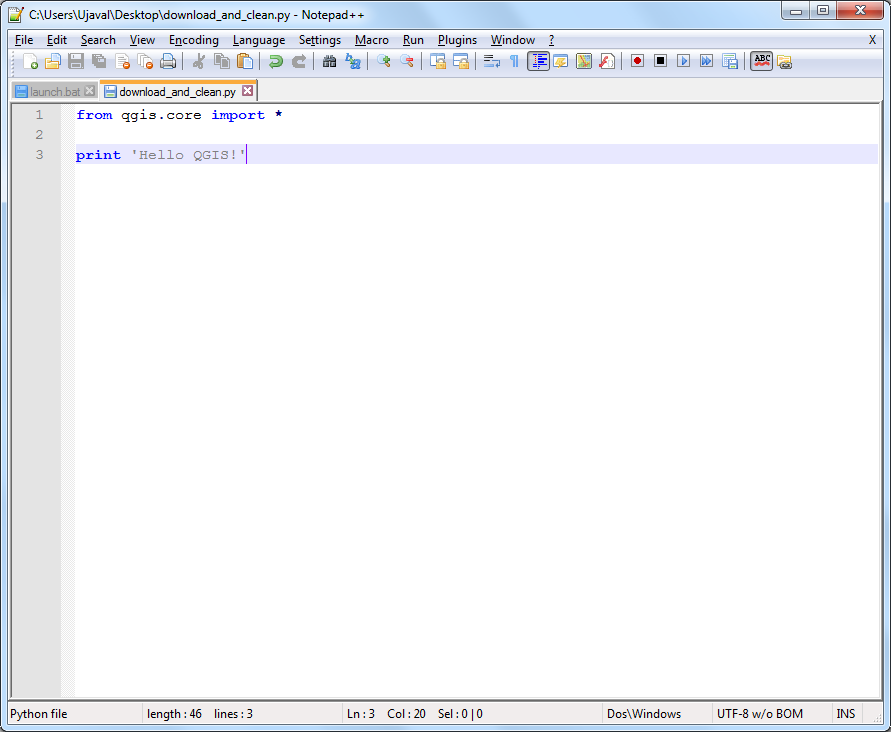 C:\Users\Ujaval\Desktop\download_and_clean.py - Notepad++
File Edit Search View Encoding Language Settings Macro Run Plugins Window ? X
ABC
launch.bat download_and_clean.py
1 from qgis.core import *
2
3 print 'Hello QGIS!'
Python file length : 46 lines : 3 Ln : 3 Col : 20 Sel : 0 | 0 Dos\Windows UTF-8 w/o BOM INS